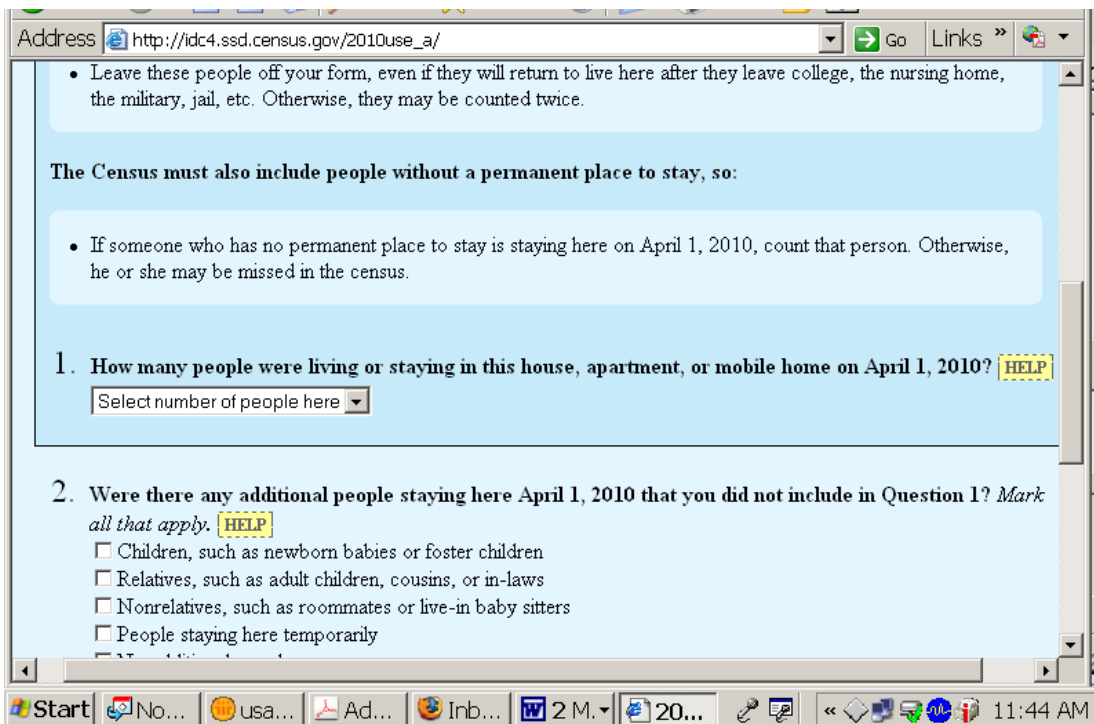 Address http://idc4.ssd.census.gov/2010use_a/ Go Links »
• Leave these people off your form, even if they will return to live here after they leave college, the nursing home,
the military, jail, etc. Otherwise, they may be counted twice.
The Census must also include people without a permanent place to stay, so:
• If someone who has no permanent place to stay is staying here on April 1, 2010, count that person. Otherwise,
he or she may be missed in the census.
1. How many people were living or staying in this house, apartment, or mobile home on April 1, 2010? HELP
Select number of people here
2. Were there any additional people staying here April 1, 2010 that you did not include in Question 1? Mark
all that apply. HELP
Children, such as newborn babies or foster children
Relatives, such as adult children, cousins, or in-laws
Nonrelatives, such as roommates or live-in baby sitters
People staying here temporarily
Start No... usa... Ad... Inb... 2 M. 20... « 11:44 AM